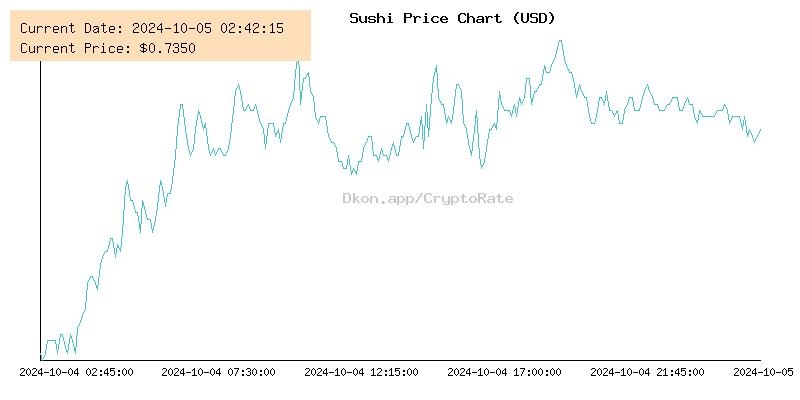 Sushi Price Chart (USD)
Current Date: 2024-10-05 02:42:15
Current Price: $0.7350
Dkon.app/CryptoRate
2024-10-04 02:45:00 2024-10-04 07:30:00 2024-10-04 12:15:00 2024-10-04 17:00:00 2024-10-04 21:45:00 2024-10-05